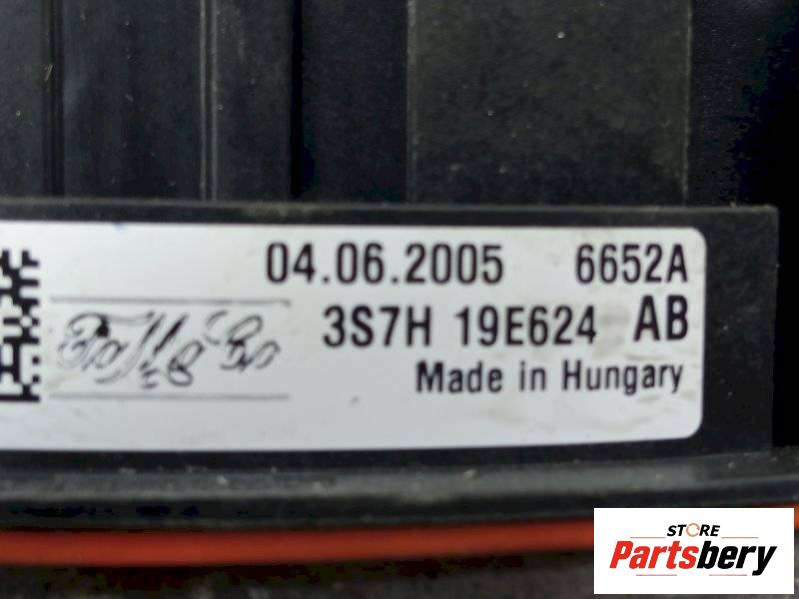 04.06.2005 6652A
3S7H 19E624 AB
Made in Hungary
STORE
Partsbery